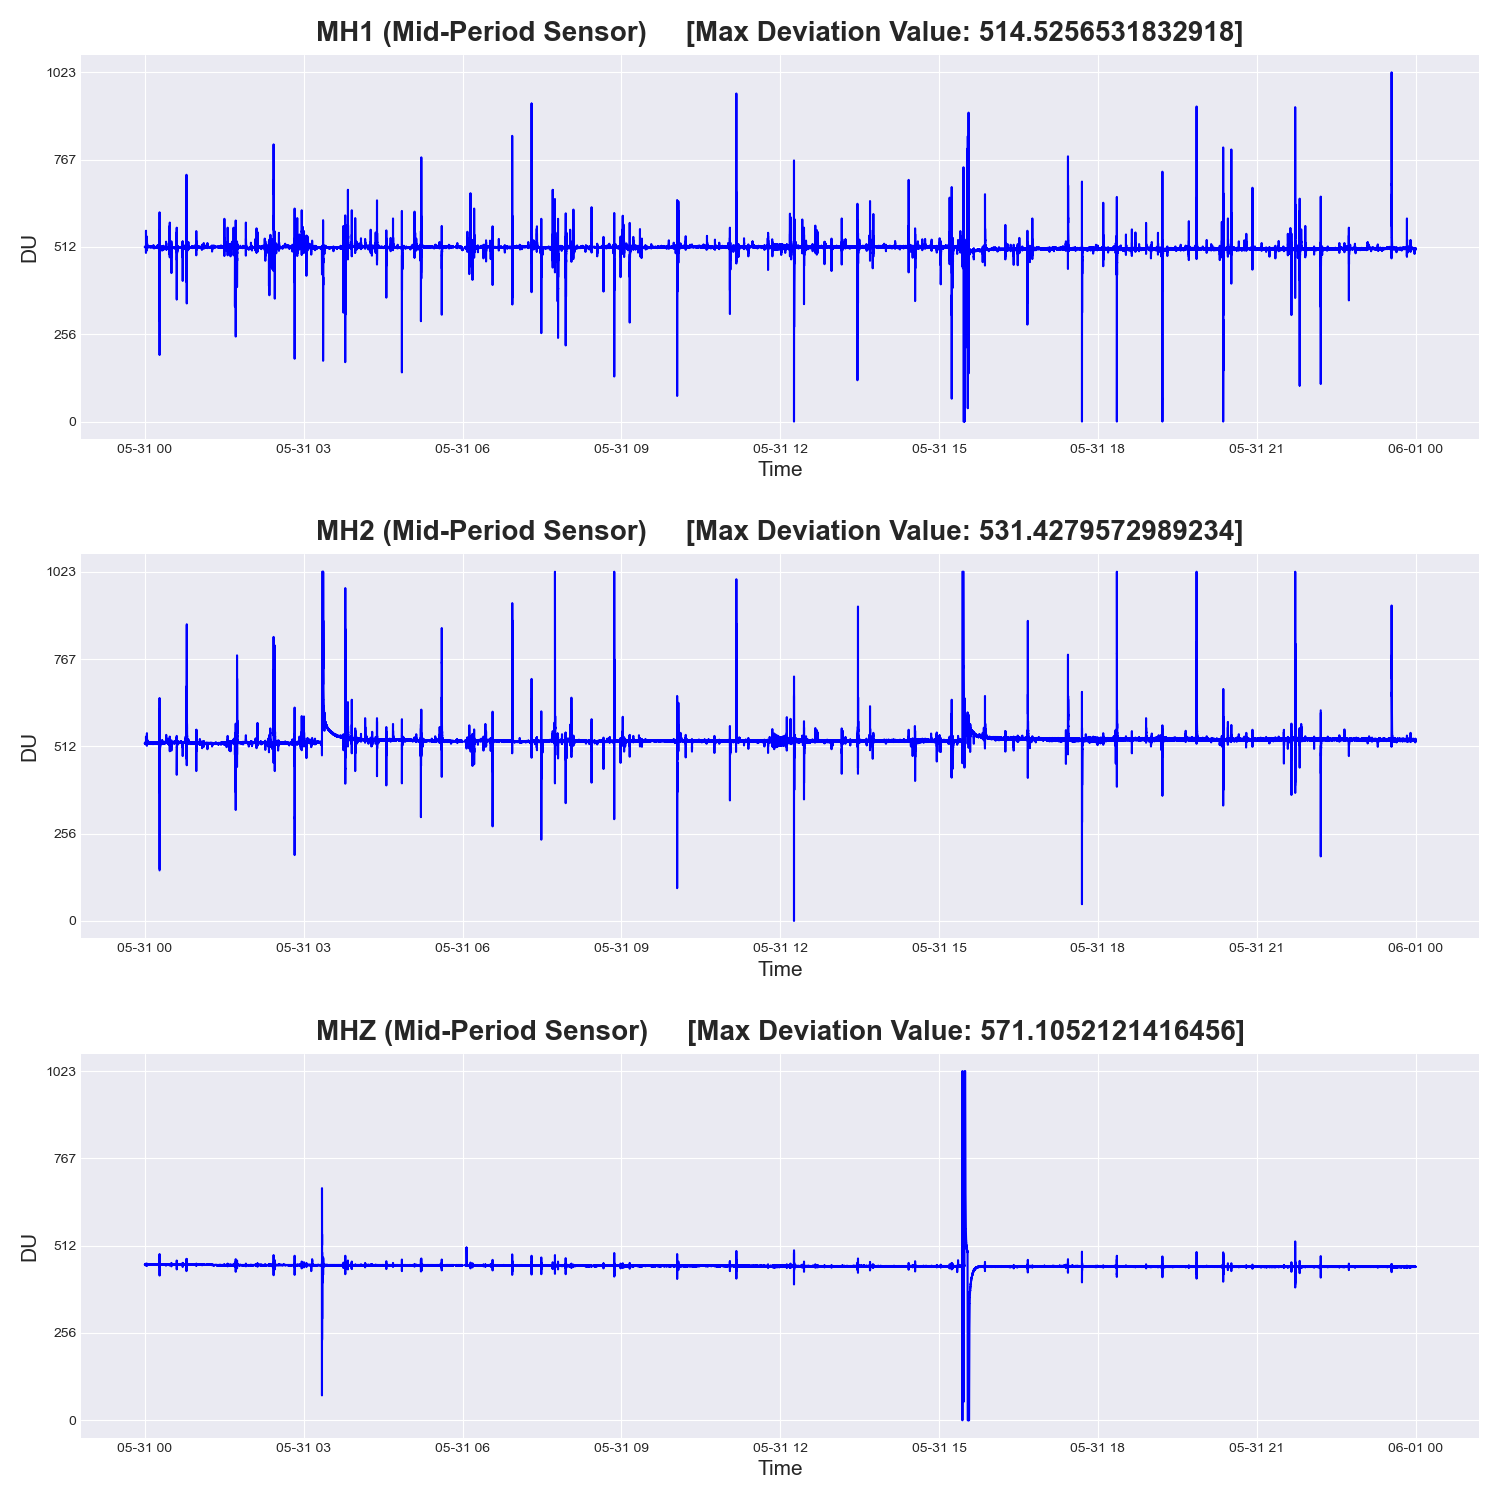 MH1 (Mid-Period Sensor) [Max Deviation Value: 514.5256531832918]
1023
767
512
256
0
DU
05-31 00 05-31 03 05-31 06 05-31 09 05-31 12 05-31 15 05-31 18 05-31 21 06-01 00
Time
MH2 (Mid-Period Sensor) [Max Deviation Value: 531.4279572989234]
1023
767
512
256
0
DU
05-31 00 05-31 03 05-31 06 05-31 09 05-31 12 05-31 15 05-31 18 05-31 21 06-01 00
Time
MHZ (Mid-Period Sensor) [Max Deviation Value: 571.1052121416456]
1023
767
512
256
0
DU
05-31 00 05-31 03 05-31 06 05-31 09 05-31 12 05-31 15 05-31 18 05-31 21 06-01 00
Time